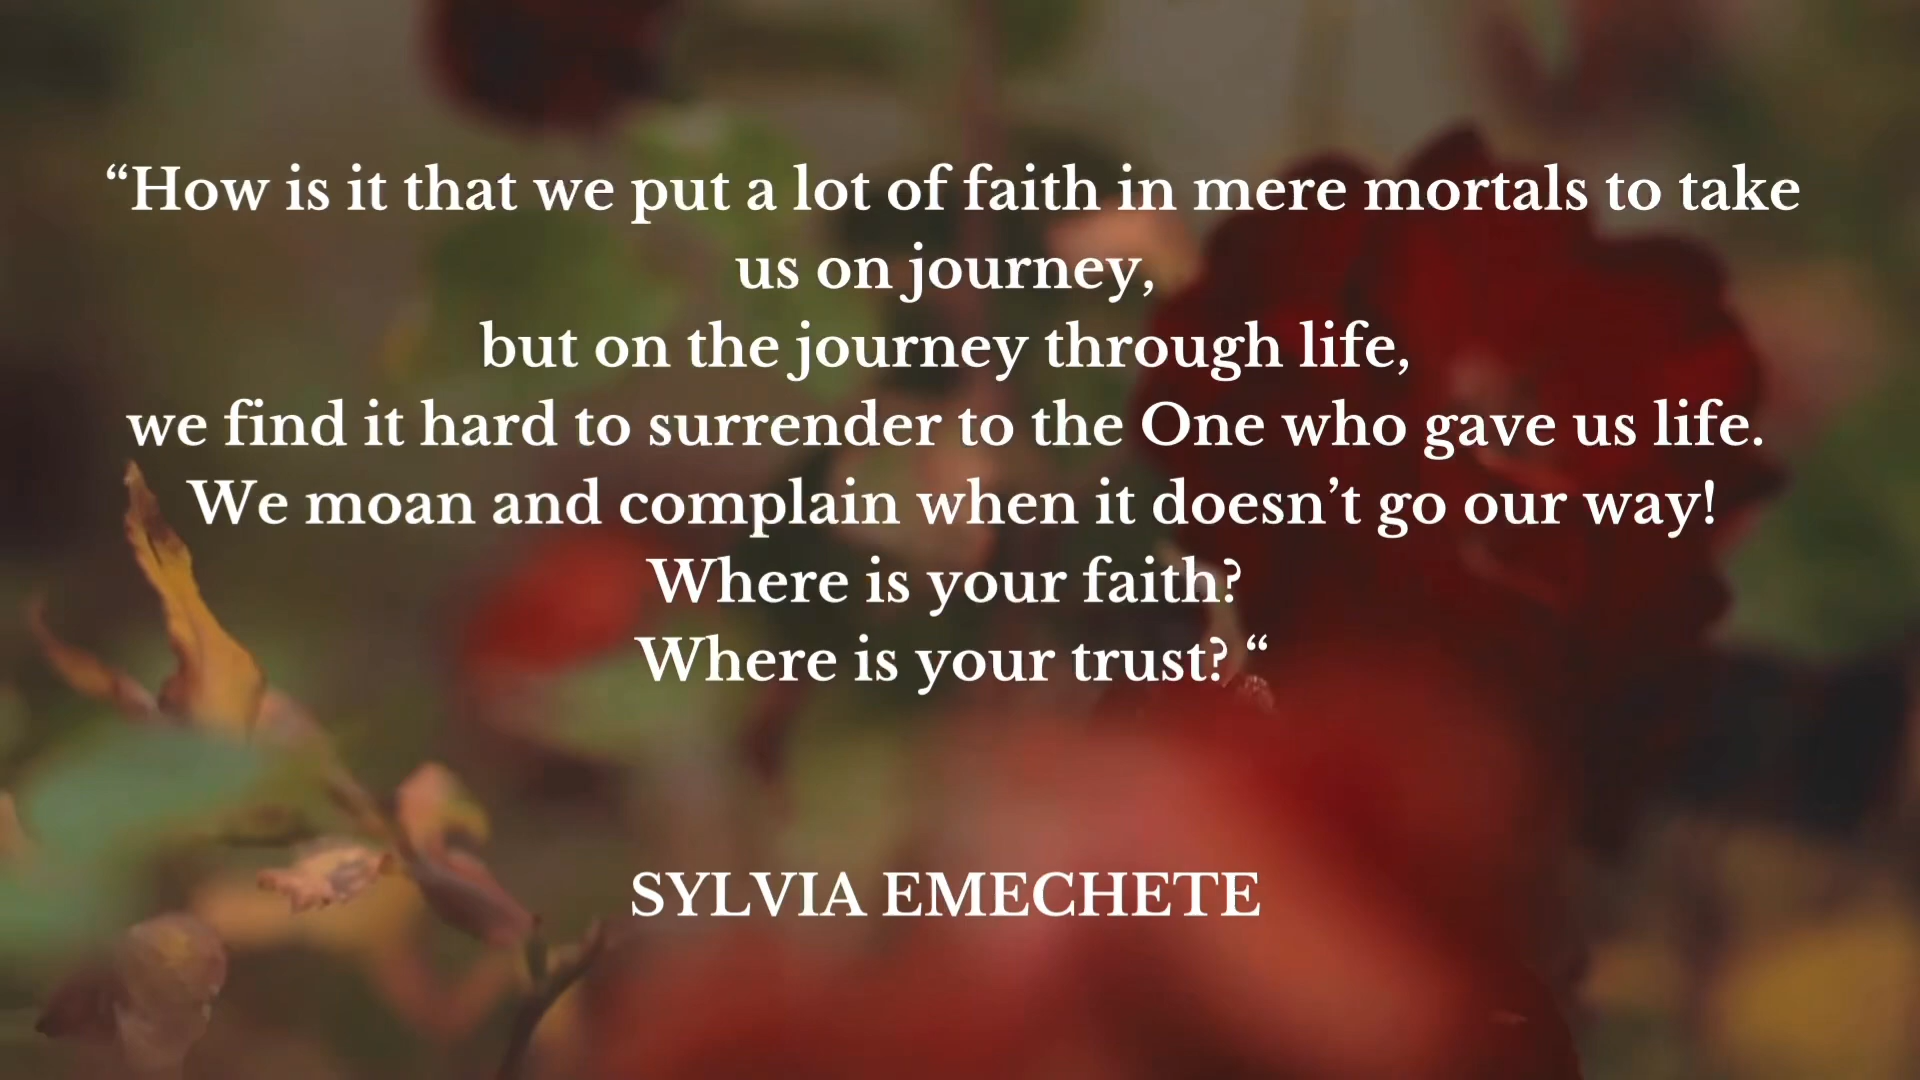 “How is it that we put a lot of faith in mere mortals to take
us on journey,
but on the journey through life,
we find it hard to surrender to the One who gave us life.
We moan and complain when it doesn’t go our way!
Where is your faith?
Where is your trust? “
SYLVIA EMECHETE